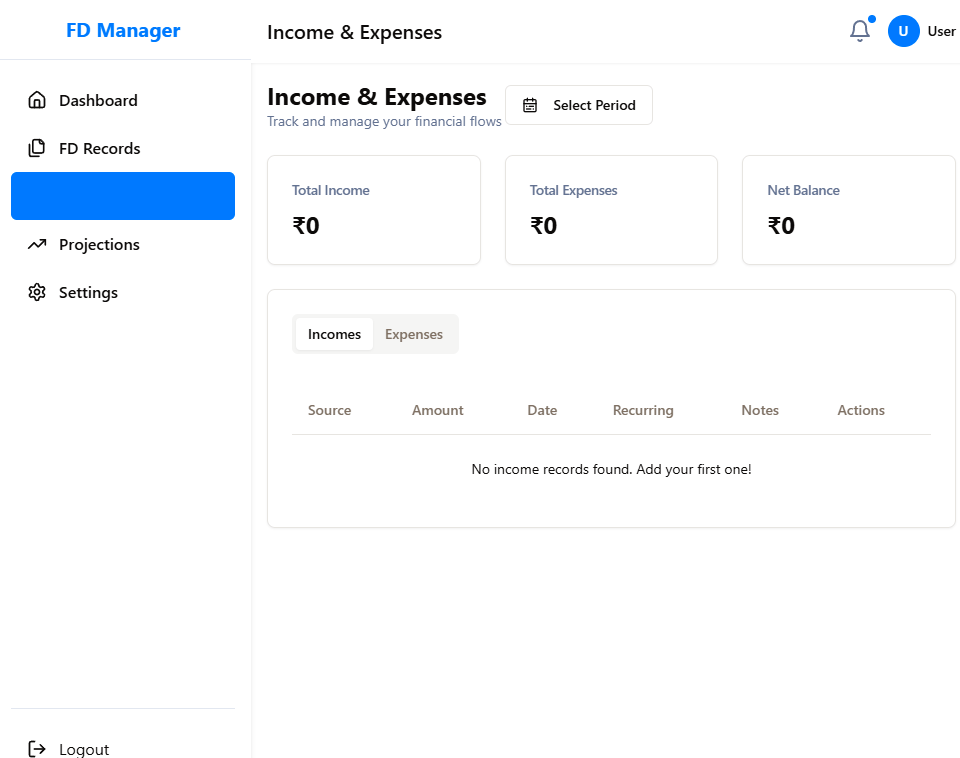 FD Manager
Income & Expenses
U
User
Dashboard
FD Records
Projections
Settings
Logout
Income & Expenses
Track and manage your financial flows
Select Period
Total Income
₹0
Total Expenses
₹0
Net Balance
₹0
Incomes
Expenses
Source Amount Date Recurring Notes Actions
No income records found. Add your first one!